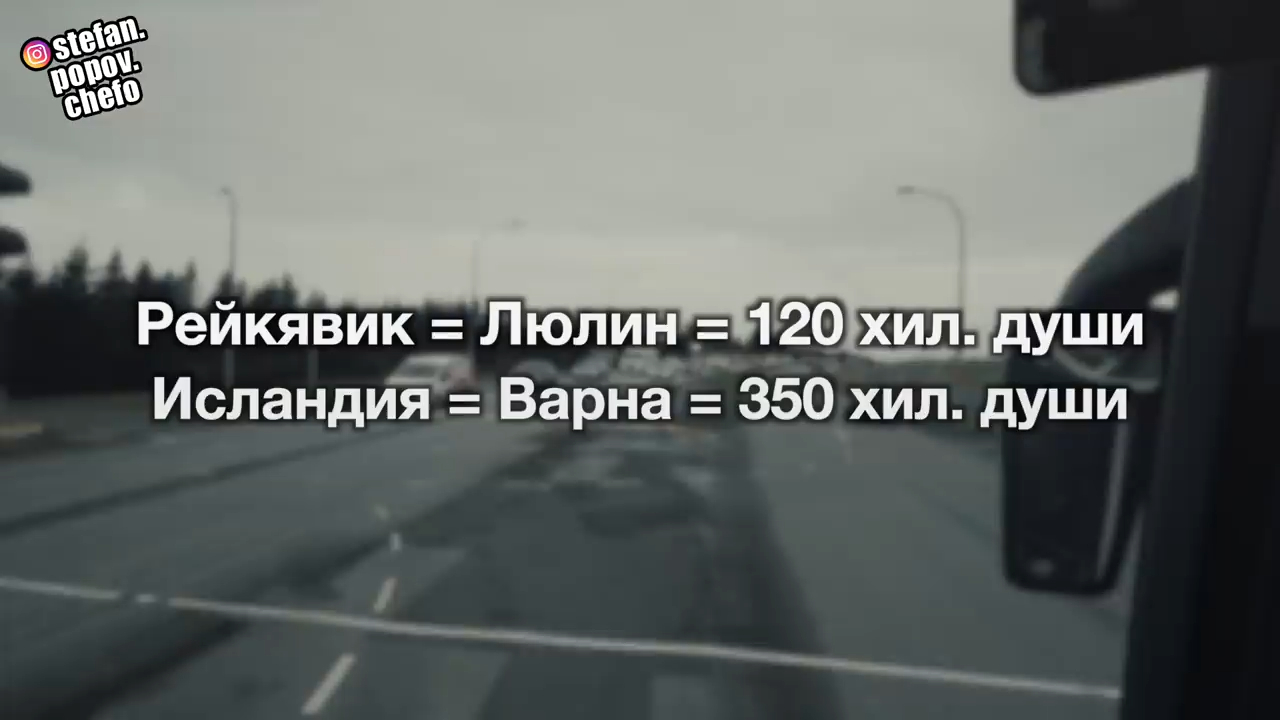 stefan.
popov.
chefo
Рейкявик = Люлин = 120 хил. души
Исландия = Варна = 350 хил. души